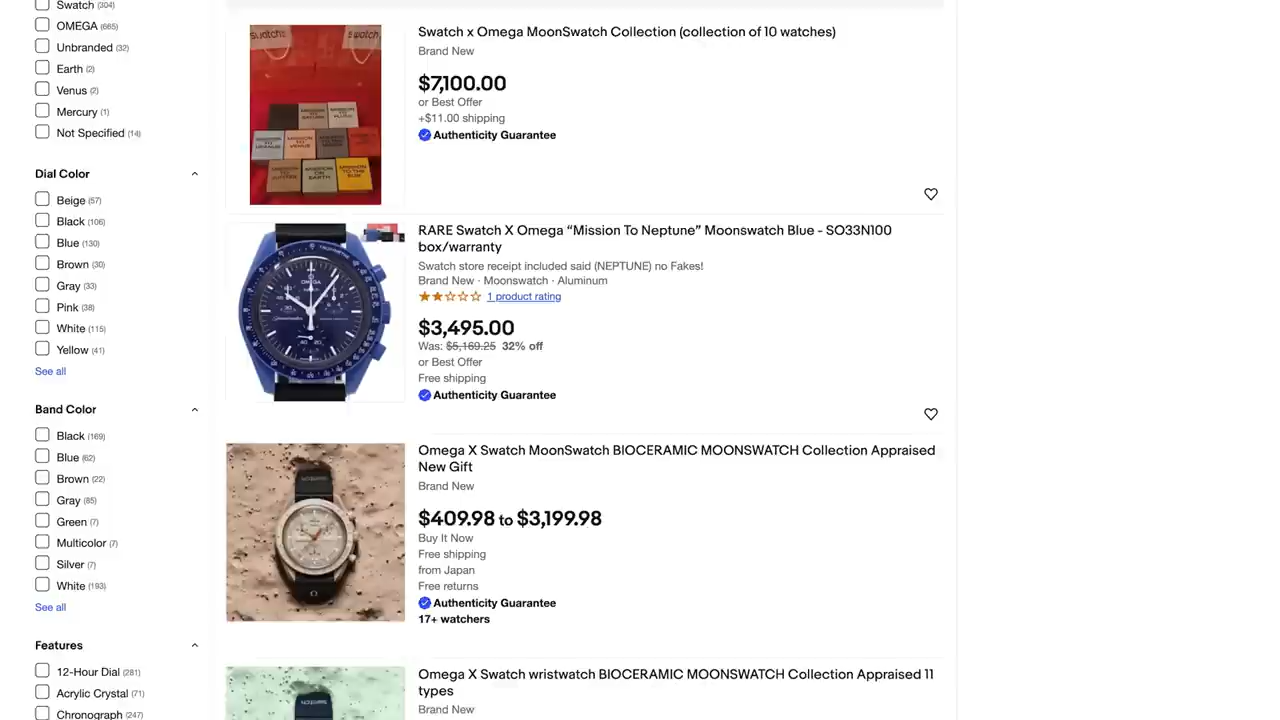 Swatch (304)
OMEGA (665)
Unbranded (32)
Earth (2)
Venus (2)
Mercury (1)
Not Specified (14)
Dial Color
Beige (57)
Black (106)
Blue (130)
Brown (30)
Gray (33)
Pink (38)
White (115)
Yellow (41)
See all
Band Color
Black (169)
Blue (62)
Brown (22)
Gray (85)
Green (7)
Multicolor (7)
Silver (7)
White (193)
See all
Features
12-Hour Dial (281)
Acrylic Crystal (71)
Chronograph (247)
Swatch x Omega MoonSwatch Collection (collection of 10 watches)
Brand New
$7,100.00
or Best Offer
+$11.00 shipping
Authenticity Guarantee
RARE Swatch X Omega “Mission To Neptune” Moonswatch Blue - SO33N100
box/warranty
Swatch store receipt included said (NEPTUNE) no Fakes!
Brand New · Moonswatch · Aluminum
1 product rating
$3,495.00
Was: $5,169.25 32% off
or Best Offer
Free shipping
Authenticity Guarantee
Omega X Swatch MoonSwatch BIOCERAMIC MOONSWATCH Collection Appraised
New Gift
Brand New
$409.98 to $3,199.98
Buy It Now
Free shipping
from Japan
Free returns
Authenticity Guarantee
17+ watchers
Omega X Swatch wristwatch BIOCERAMIC MOONSWATCH Collection Appraised 11
types
Brand New